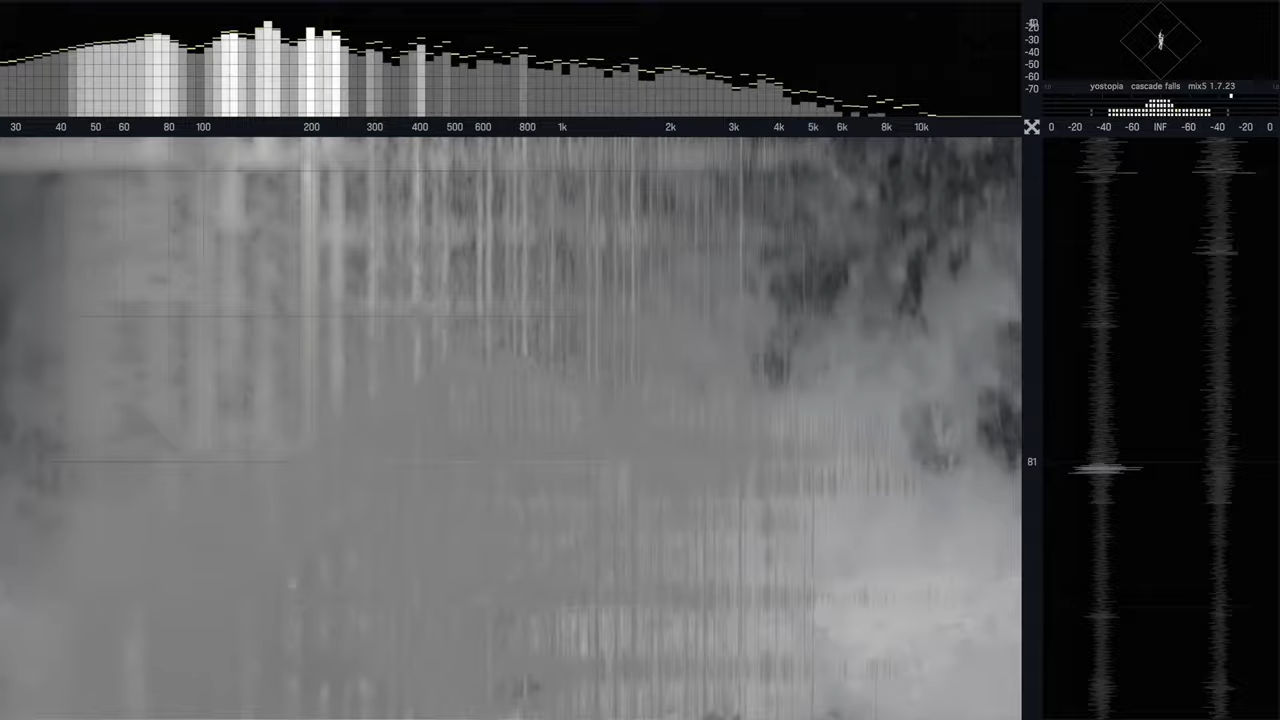 -20
-30
-40
-50
-60
-70
yostopia cascade falls mix5 1.7.23
30 40 50 60 80 100 200 300 400 500 600 800 1k 2k 3k 4k 5k 6k 8k 10k
0 -20 -40 -60 INF -60 -40 -20 0
81